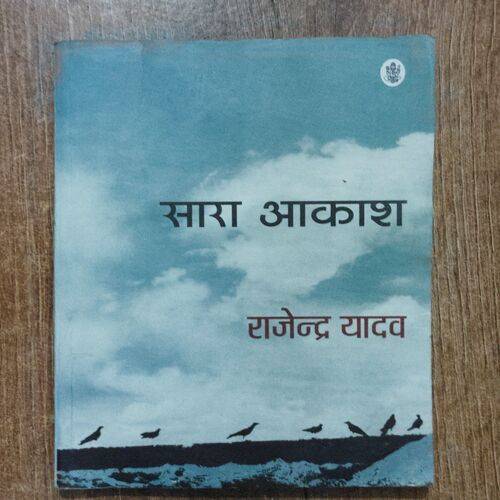 सारा आकाश
राजेन्द्र यादव